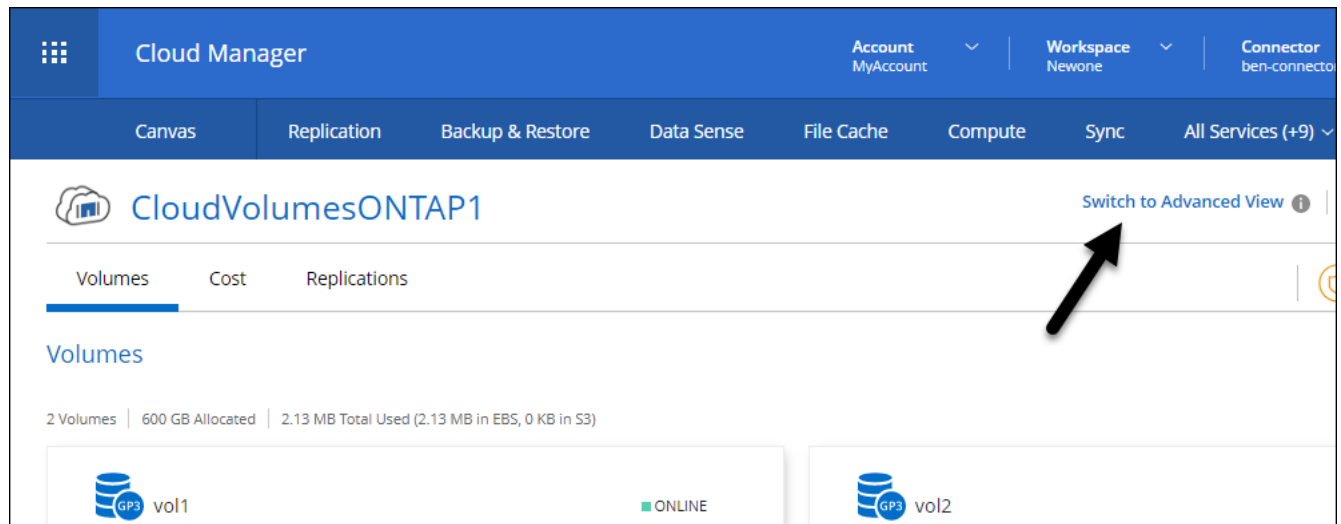 Cloud Manager
Account
MyAccount
Workspace
Newone
Connector
ben-connecto
Canvas Replication Backup & Restore Data Sense File Cache Compute Sync All Services (+9)
CloudVolumesONTAP1
Switch to Advanced View
Volumes Cost Replications
Volumes
2 Volumes | 600 GB Allocated | 2.13 MB Total Used (2.13 MB in EBS, 0 KB in S3)
GP3 vol1 ONLINE
GP3 vol2